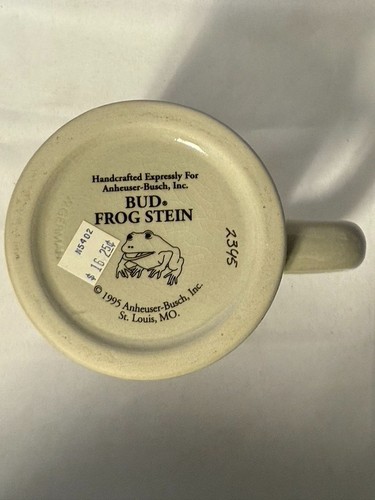 Handcrafted Expressly For
Anheuser-Busch, Inc.
BUD®
FROG STEIN
NS402
$ 16.25¢
2345
© 1995 Anheuser-Busch, Inc.
St. Louis, MO.